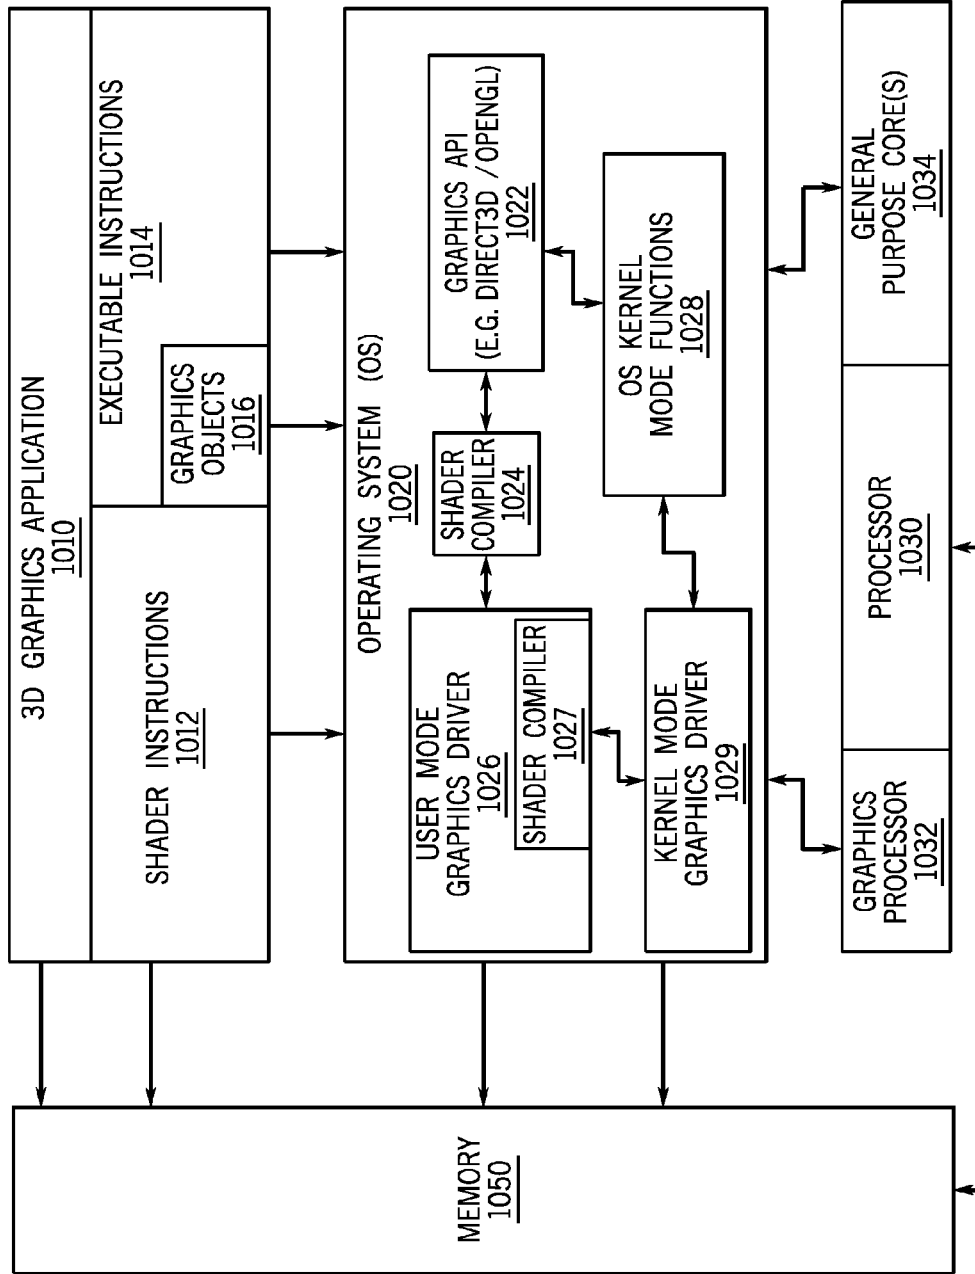 3D GRAPHICS APPLICATION
1010
SHADER INSTRUCTIONS
1012
EXECUTABLE INSTRUCTIONS
1014
GRAPHICS
OBJECTS
1016
OPERATING SYSTEM (OS)
1020
USER MODE
GRAPHICS DRIVER
1026
SHADER COMPILER
1027
SHADER
COMPILER
1024
GRAPHICS API
(E.G. DIRECT3D / OPENGL)
1022
KERNEL MODE
GRAPHICS DRIVER
1029
OS KERNEL
MODE FUNCTIONS
1028
GRAPHICS
PROCESSOR
1032
PROCESSOR
1030
GENERAL
PURPOSE CORE(S)
1034
MEMORY
1050